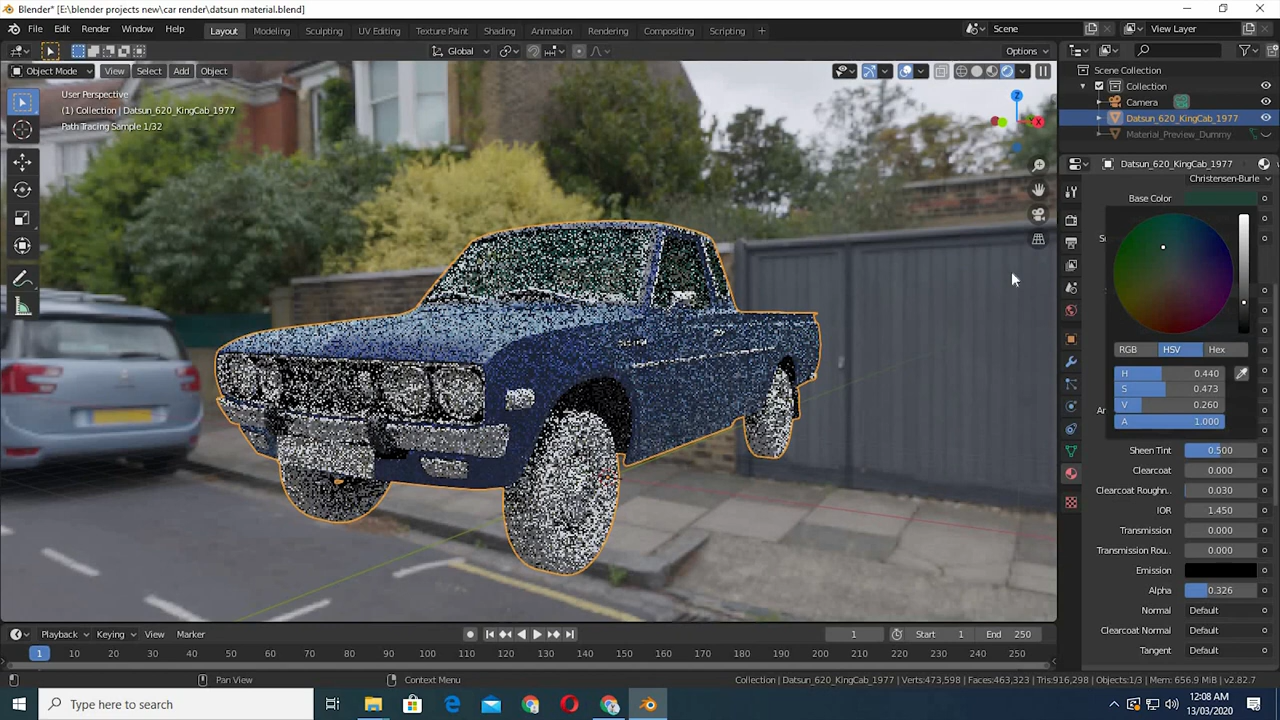 Blender* [E:\blender projects new\car render\datsun material.blend]
File Edit Render Window Help
Layout Modeling Sculpting UV Editing Texture Paint Shading Animation Rendering Compositing Scripting +
Scene
View Layer
Global
Options
Object Mode View Select Add Object
User Perspective
(1) Collection | Datsun_620_KingCab_1977
Path Tracing Sample 1/32
Z
X
Scene Collection
Collection
Camera
Datsun_620_KingCab_1977
Material_Preview_Dummy
Datsun_620_KingCab_1977
Christensen-Burle
Base Color
RGB HSV Hex
H 0.440
S 0.473
V 0.260
A 1.000
Sheen Tint 0.500
Clearcoat 0.000
Clearcoat Roughn.. 0.030
IOR 1.450
Transmission 0.000
Transmission Rou.. 0.000
Emission
Alpha 0.326
Normal Default
Clearcoat Normal Default
Tangent Default
Playback Keying View Marker
1 Start 1 End 250
1 10 20 30 40 50 60 70 80 90 100 110 120 130 140 150 160 170 180 190 200 210 220 230 240 250
Pan View Context Menu
Collection | Datsun_620_KingCab_1977 | Verts:473,598 | Faces:463,323 | Tris:916,298 | Objects:1/3 | Mem: 656.9 MiB | v2.82.7
Type here to search
12:08 AM
13/03/2020